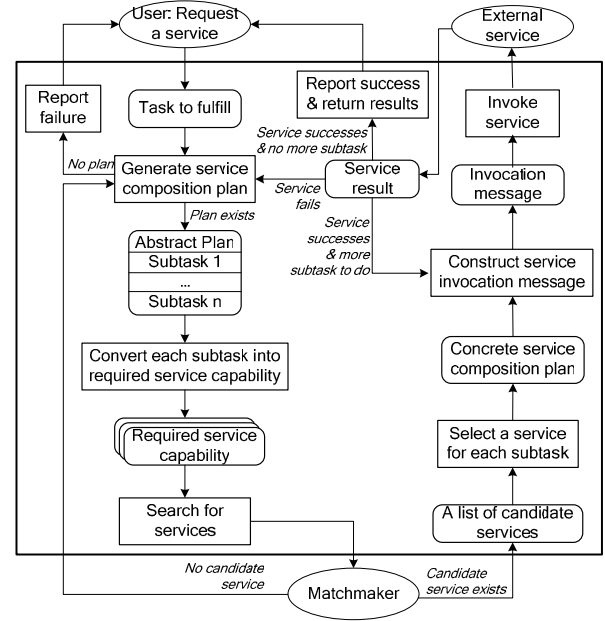 User: Request
a service
External
service
Report
failure
Task to fulfill
Report success
& return results
Invoke
service
Service successes
& no more subtask
No plan
Generate service
composition plan
Service
fails
Service
result
Invocation
message
Plan exists
Service
successes
& more
subtask to do
Abstract Plan
Subtask 1
...
Subtask n
Construct service
invocation message
Convert each subtask into
required service capability
Concrete service
composition plan
Required service
capability
Select a service
for each subtask
Search for
services
A list of candidate
services
No candidate
service
Matchmaker
Candidate
service exists